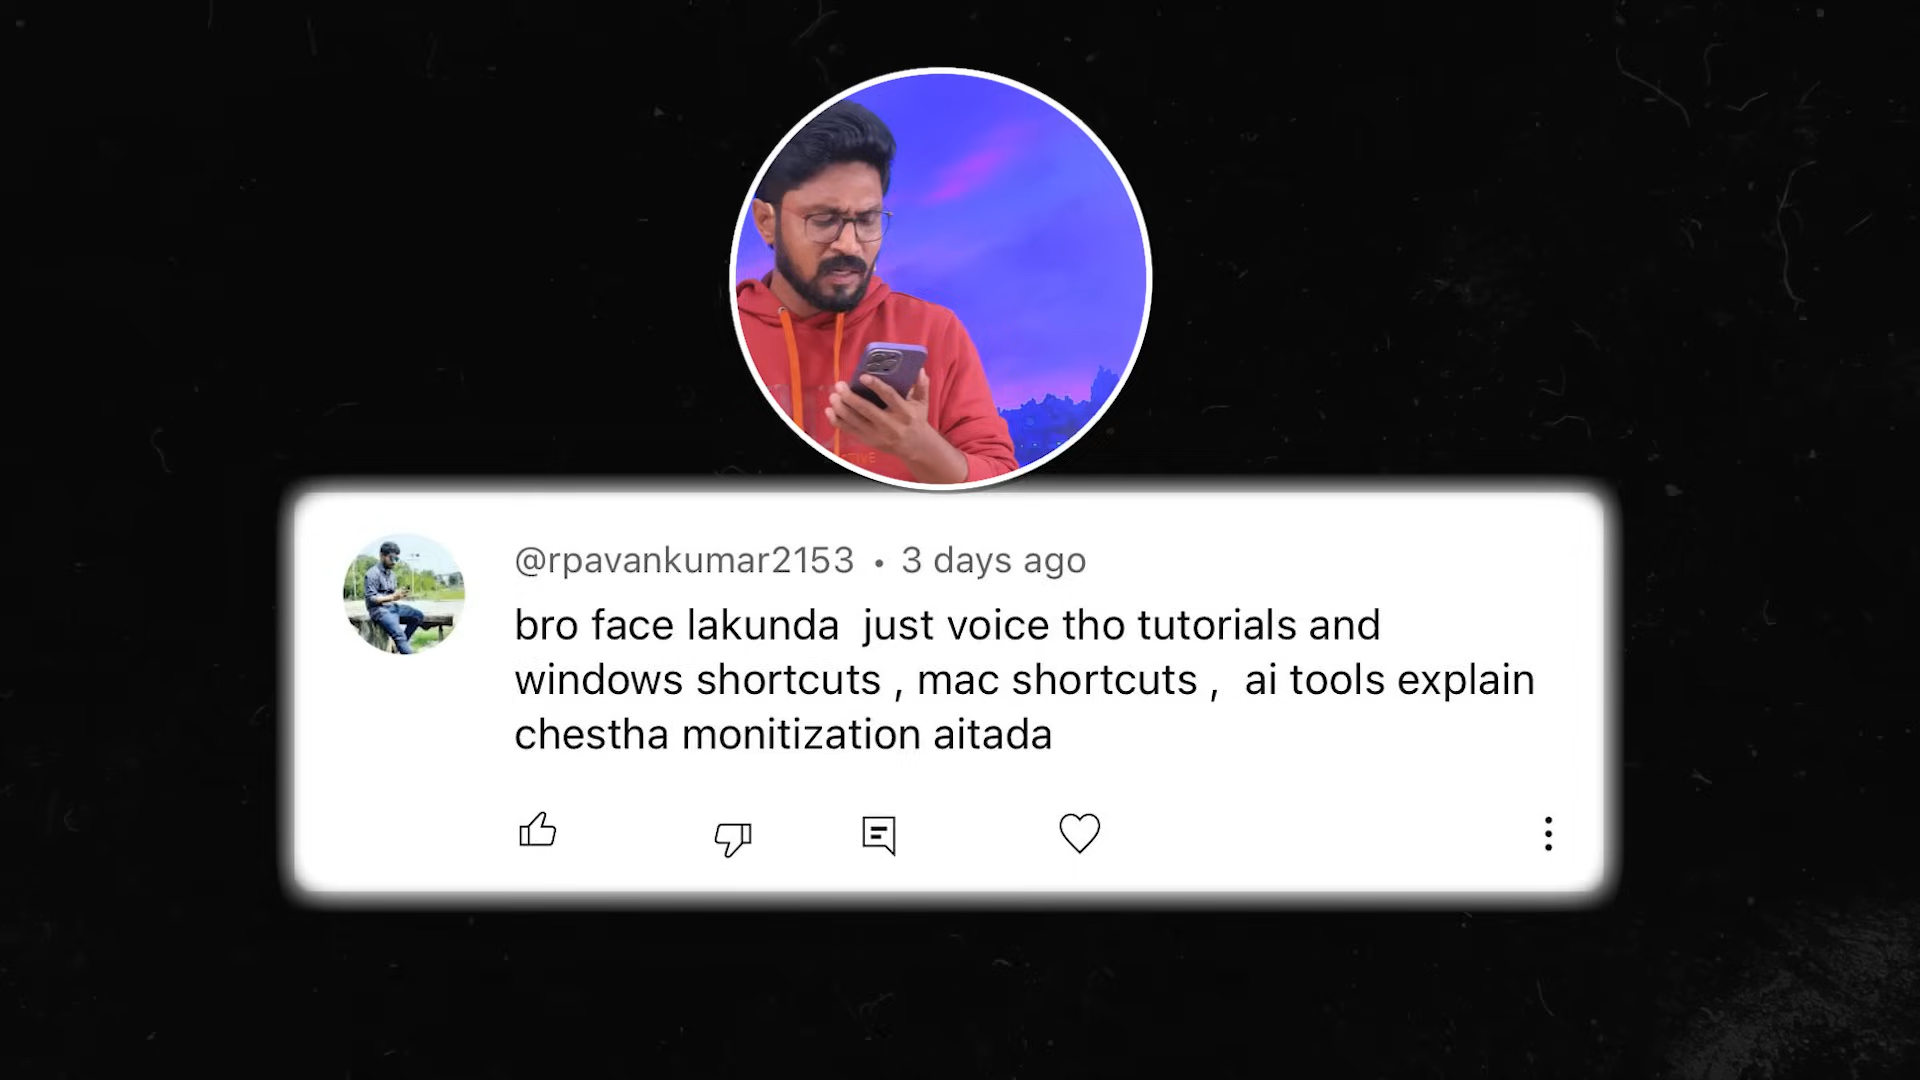 @rpavankumar2153 • 3 days ago
bro face lakunda  just voice tho tutorials and
windows shortcuts , mac shortcuts ,  ai tools explain
chestha monitization aitada